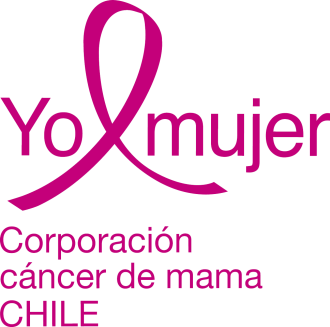 Yo mujer
Corporación
cáncer de mama
CHILE